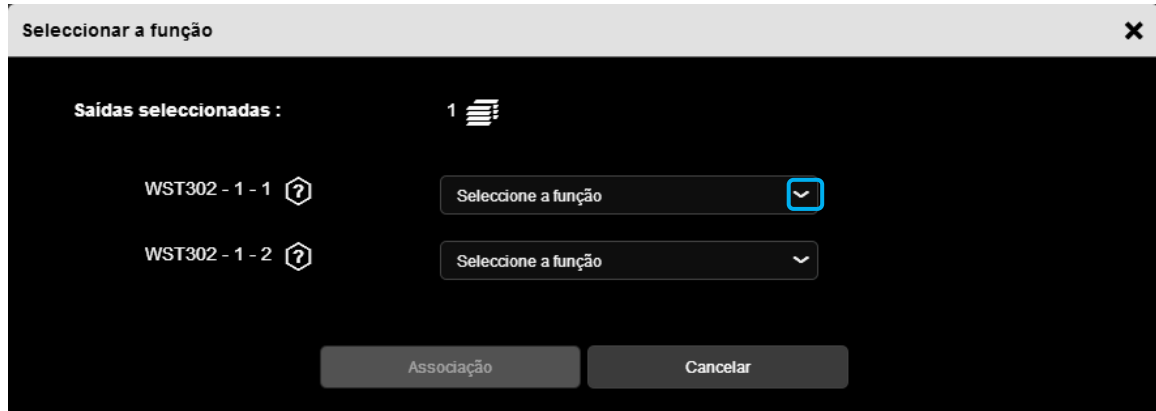 Seleccionar a função
Saídas seleccionadas : 1
WST302 - 1 - 1 Seleccione a função
WST302 - 1 - 2 Seleccione a função
Associação Cancelar